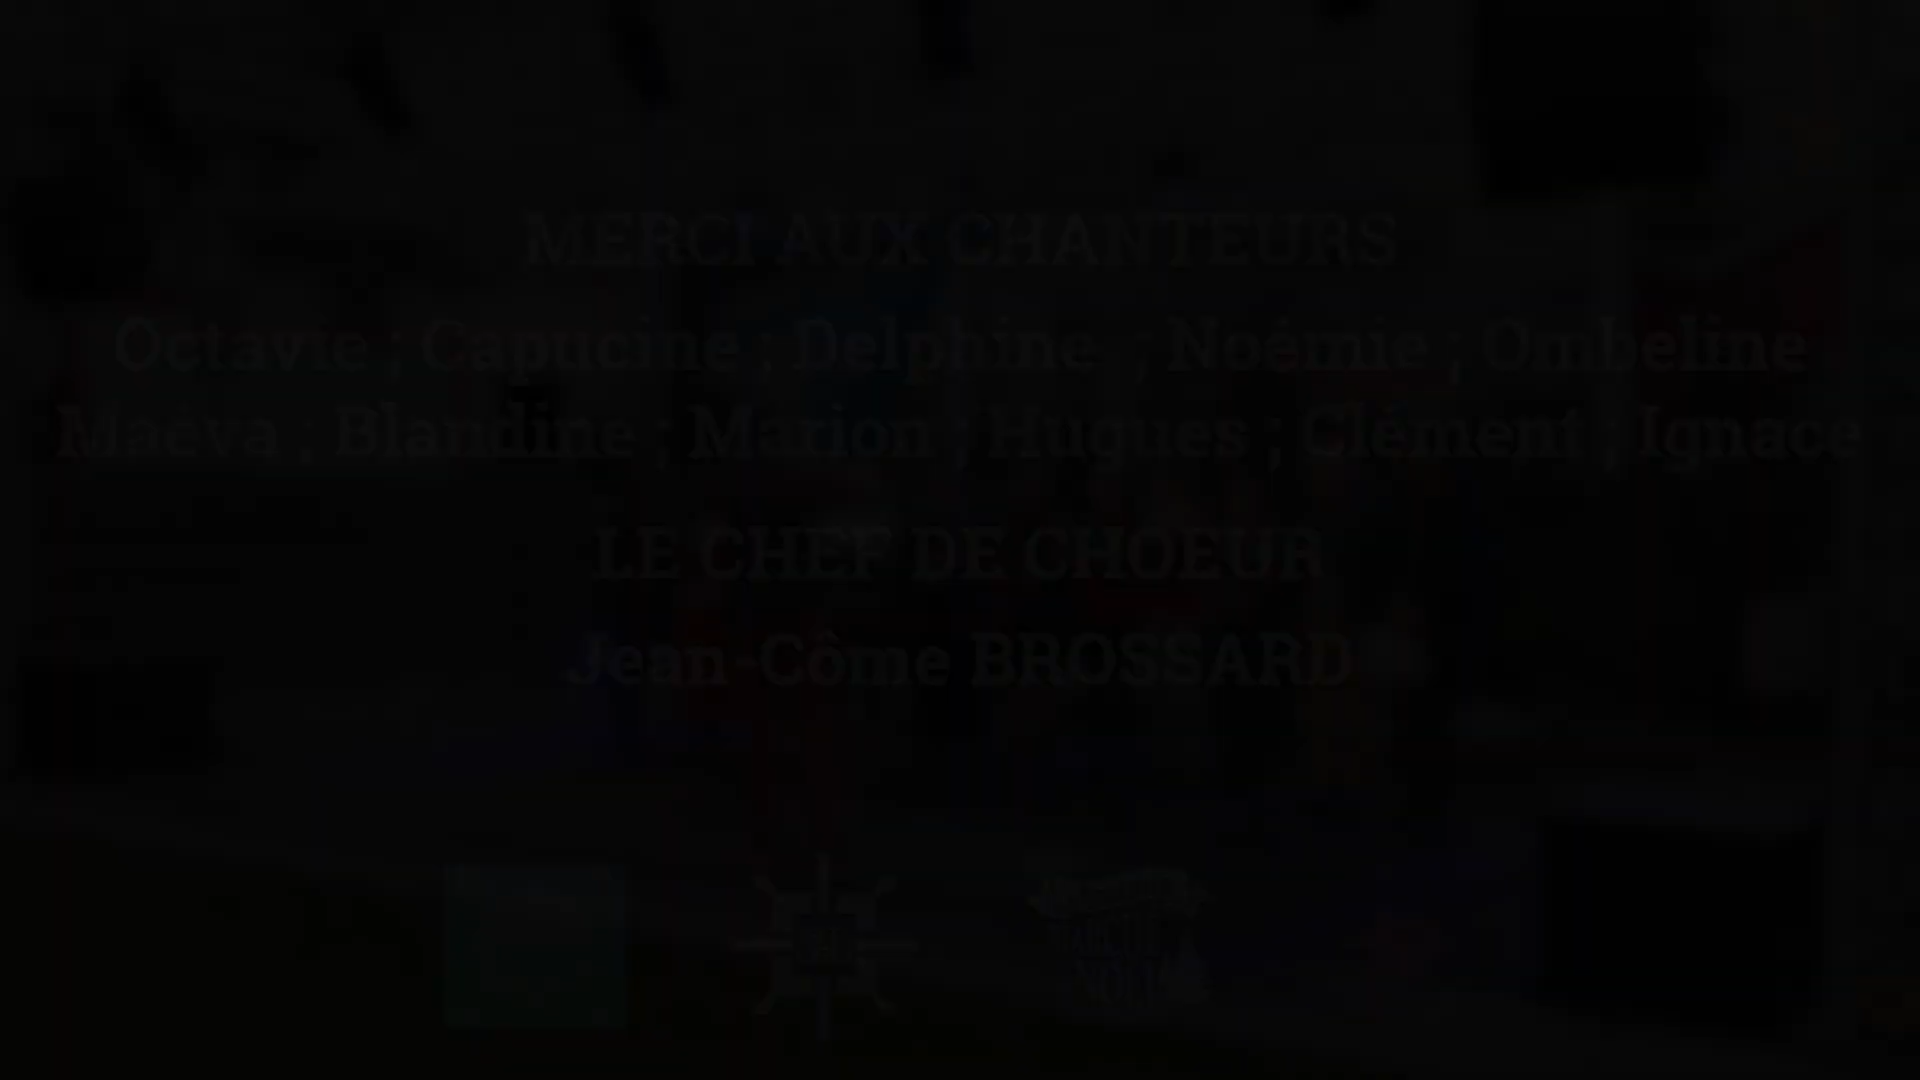 MERCI AUX CHANTEURS
Octavie ; Capucine ; Delphine ; Noémie ; Ombeline
Maéva ; Blandine ; Marion ; Hugues ; Clément ; Ignace
LE CHEF DE CHOEUR
Jean-Côme BROSSARD